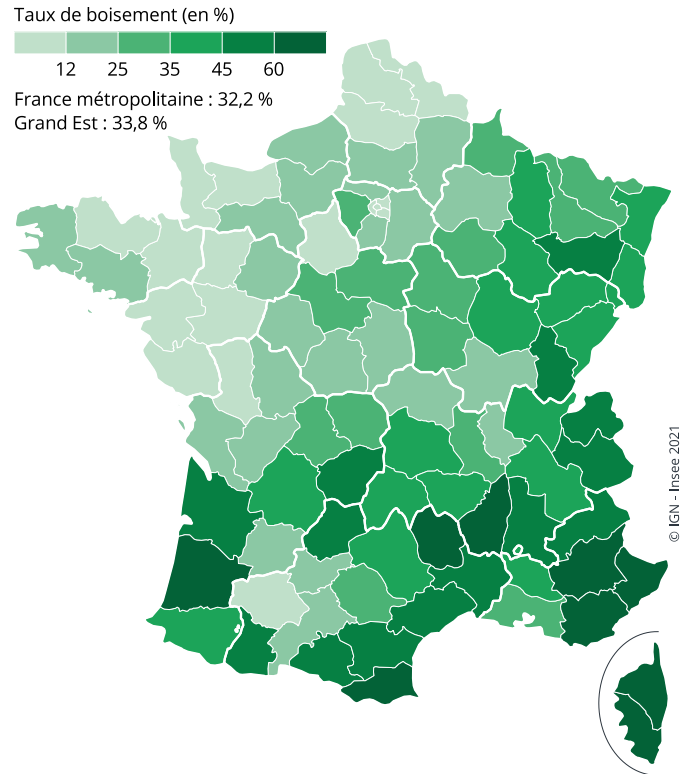 Taux de boisement (en %)
12 25 35 45 60
France métropolitaine : 32,2 %
Grand Est : 33,8 %
© IGN - Insee 2021